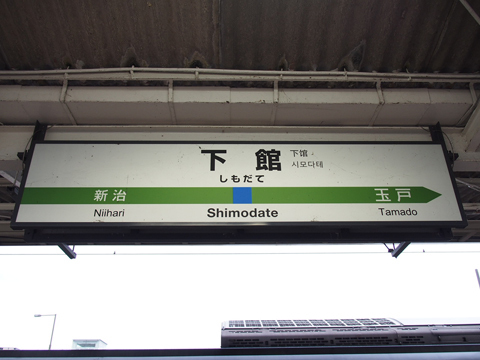 下館
しもだて
下馆
시모다테
新治
Niihari
Shimodate
玉戸
Tamado